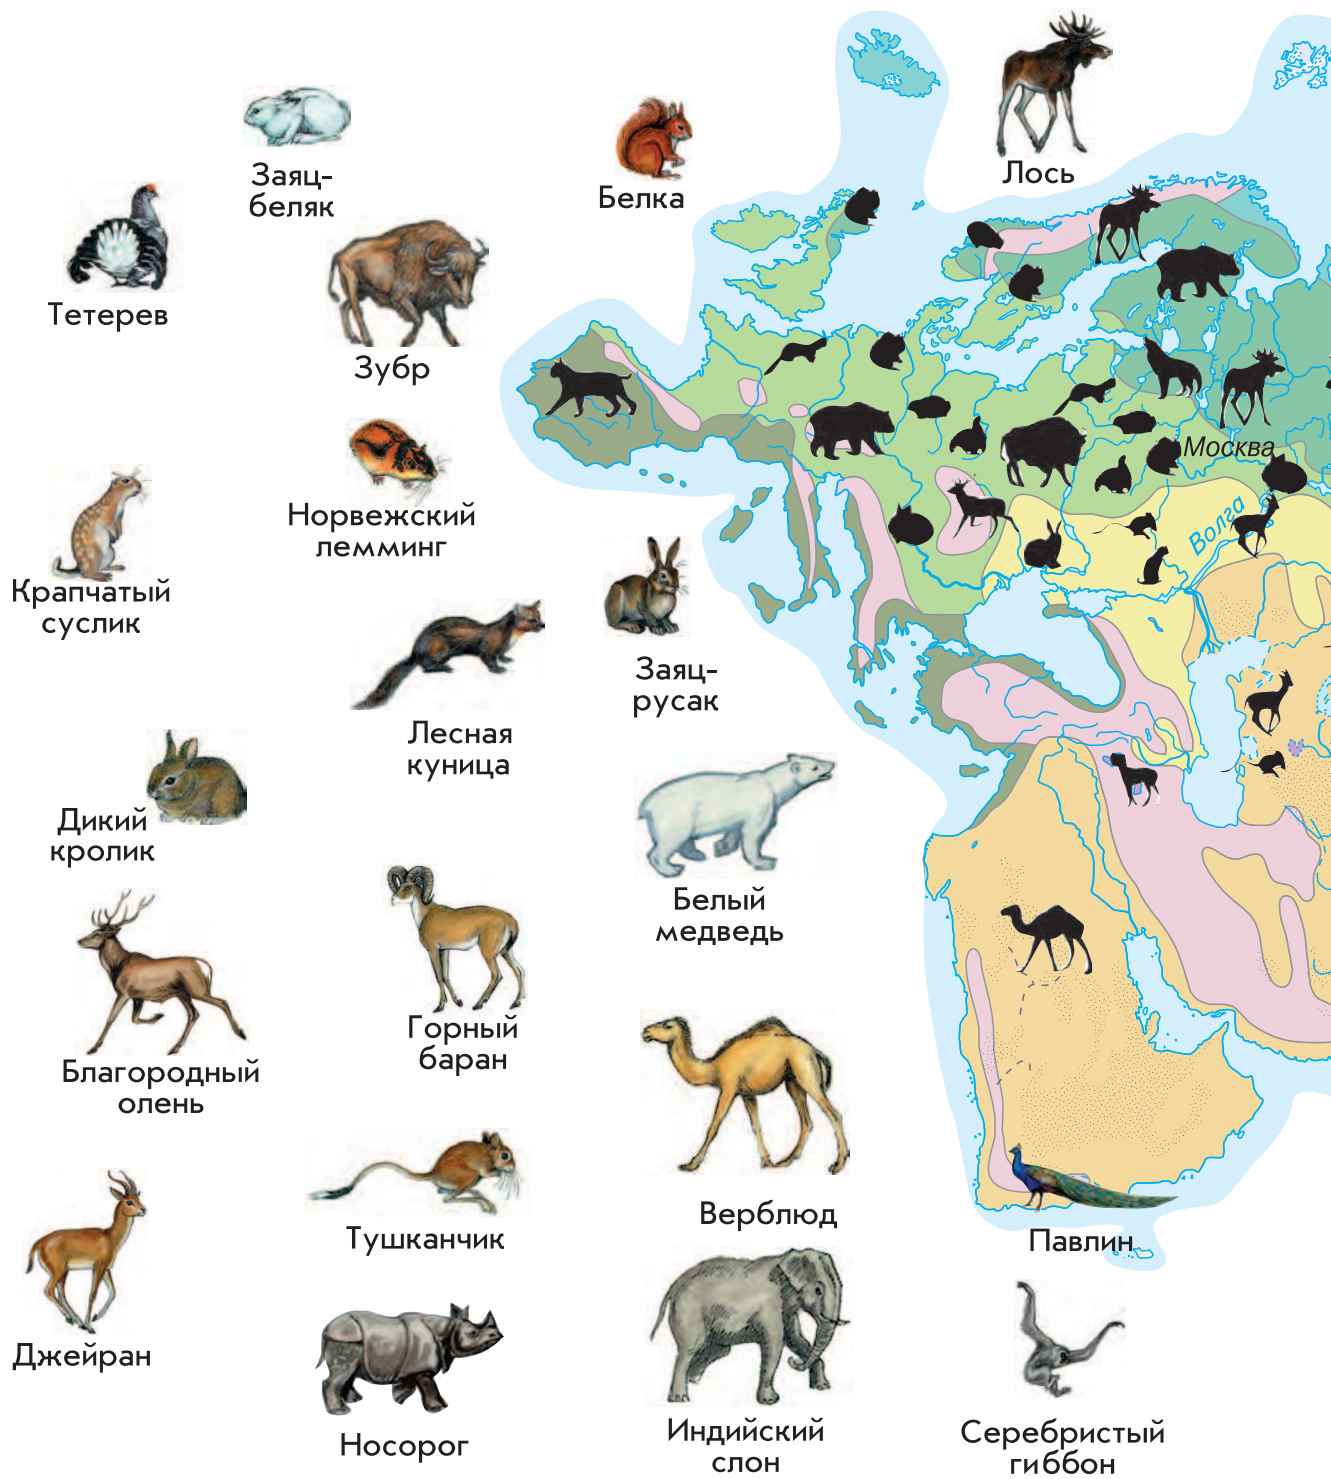 Лось
Заяц-
беляк
Белка
Тетерев
Зубр
Москва
Норвежский
лемминг
Волга
Крапчатый
суслик
Заяц-
русак
Лесная
куница
Дикий
кролик
Белый
медведь
Горный
баран
Благородный
олень
Верблюд
Тушканчик
Павлин
Джейран
Носорог
Индийский
слон
Серебристый
гиббон